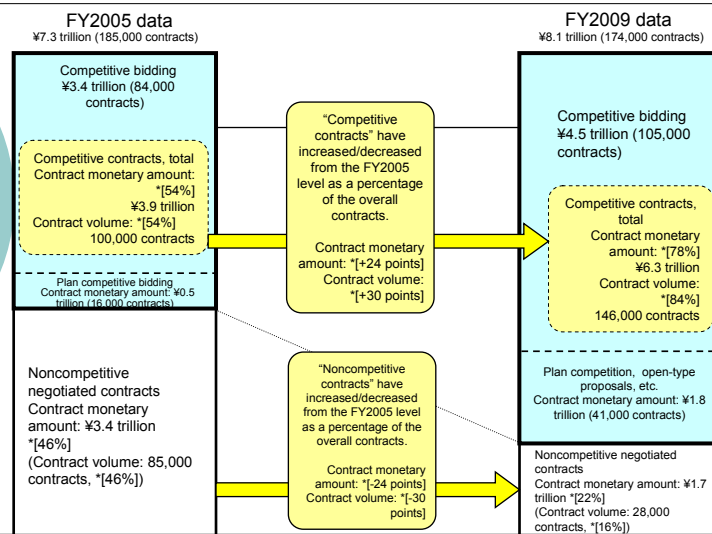 FY2005 data
¥7.3 trillion (185,000 contracts)
Competitive bidding
¥3.4 trillion (84,000
contracts)
Competitive contracts, total
Contract monetary amount:
*[54%]
¥3.9 trillion
Contract volume: *[54%]
100,000 contracts
Plan competitive bidding
Contract monetary amount: ¥0.5
trillion (16,000 contracts)
Noncompetitive
negotiated contracts
Contract monetary
amount: ¥3.4 trillion
*[46%]
(Contract volume: 85,000
contracts, *[46%])
“Competitive
contracts” have
increased/decreased
from the FY2005
level as a percentage
of the overall
contracts.
Contract monetary
amount: *[+24 points]
Contract volume:
*[+30 points]
“Noncompetitive
contracts” have
increased/decreased
from the FY2005 level
as a percentage of the
overall contracts.
Contract monetary
amount: *[-24 points]
Contract volume: *[-30
points]
FY2009 data
¥8.1 trillion (174,000 contracts)
Competitive bidding
¥4.5 trillion (105,000
contracts)
Competitive contracts,
total
Contract monetary
amount: *[78%]
¥6.3 trillion
Contract volume:
*[84%]
146,000 contracts
Plan competition, open-type
proposals, etc.
Contract monetary amount: ¥1.8
trillion (41,000 contracts)
Noncompetitive negotiated
contracts
Contract monetary amount: ¥1.7
trillion *[22%]
(Contract volume: 28,000
contracts, *[16%])